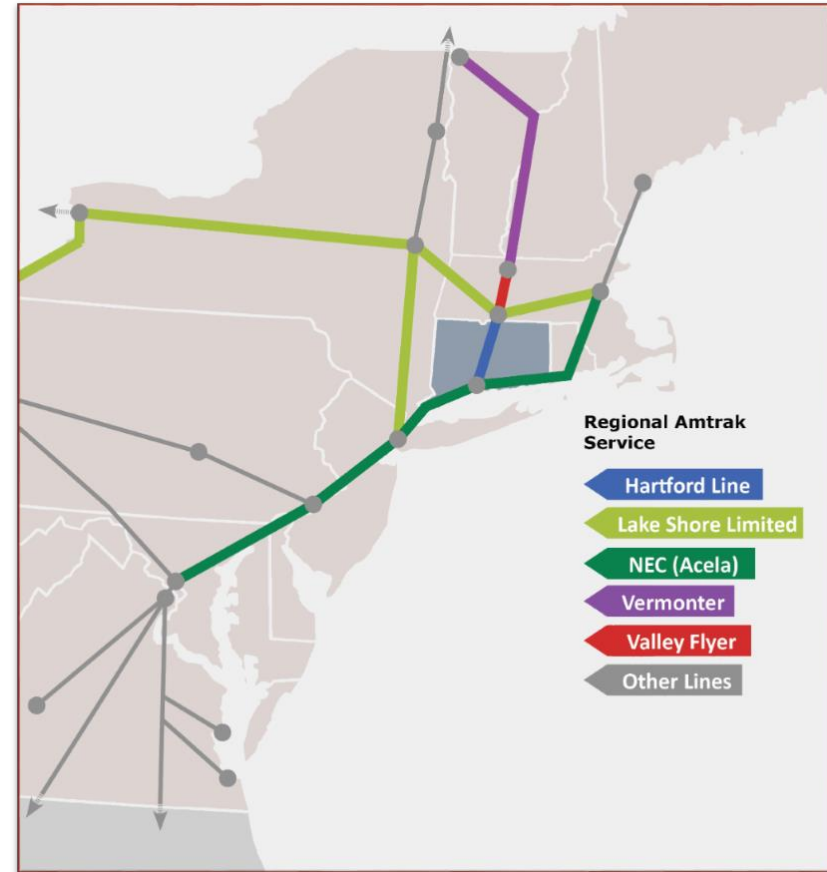 Regional Amtrak
Service
Hartford Line
Lake Shore Limited
NEC (Acela)
Vermonter
Valley Flyer
Other Lines